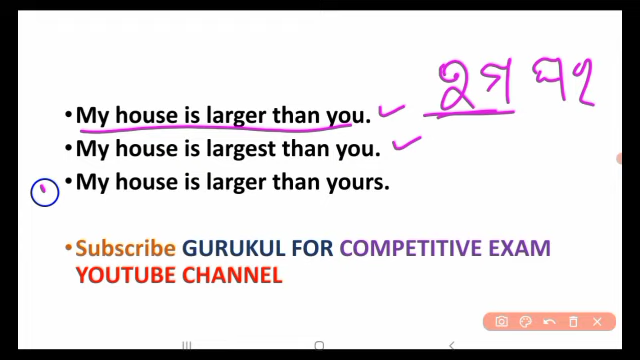 ତୁମ ଘର
•My house is larger than you.
•My house is largest than you.
•My house is larger than yours.
•Subscribe GURUKUL FOR COMPETITIVE EXAM
YOUTUBE CHANNEL